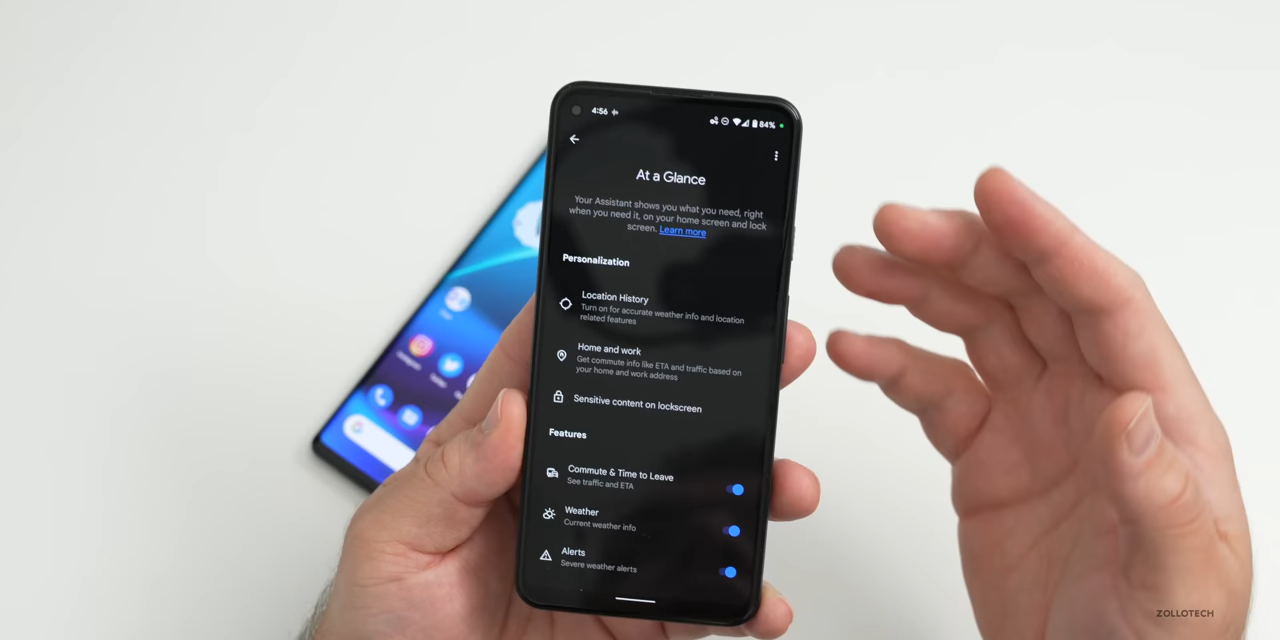 4:56
84%
At a Glance
Your Assistant shows you what you need, right
when you need it, on your home screen and lock
screen. Learn more
Personalization
Location History
Turn on for accurate weather info and location
related features
Home and work
Get commute info like ETA and traffic based on
your home and work address
Sensitive content on lockscreen
Features
Commute & Time to Leave
See traffic and ETA
Weather
Current weather info
Alerts
Severe weather alerts
ZOLLOTECH